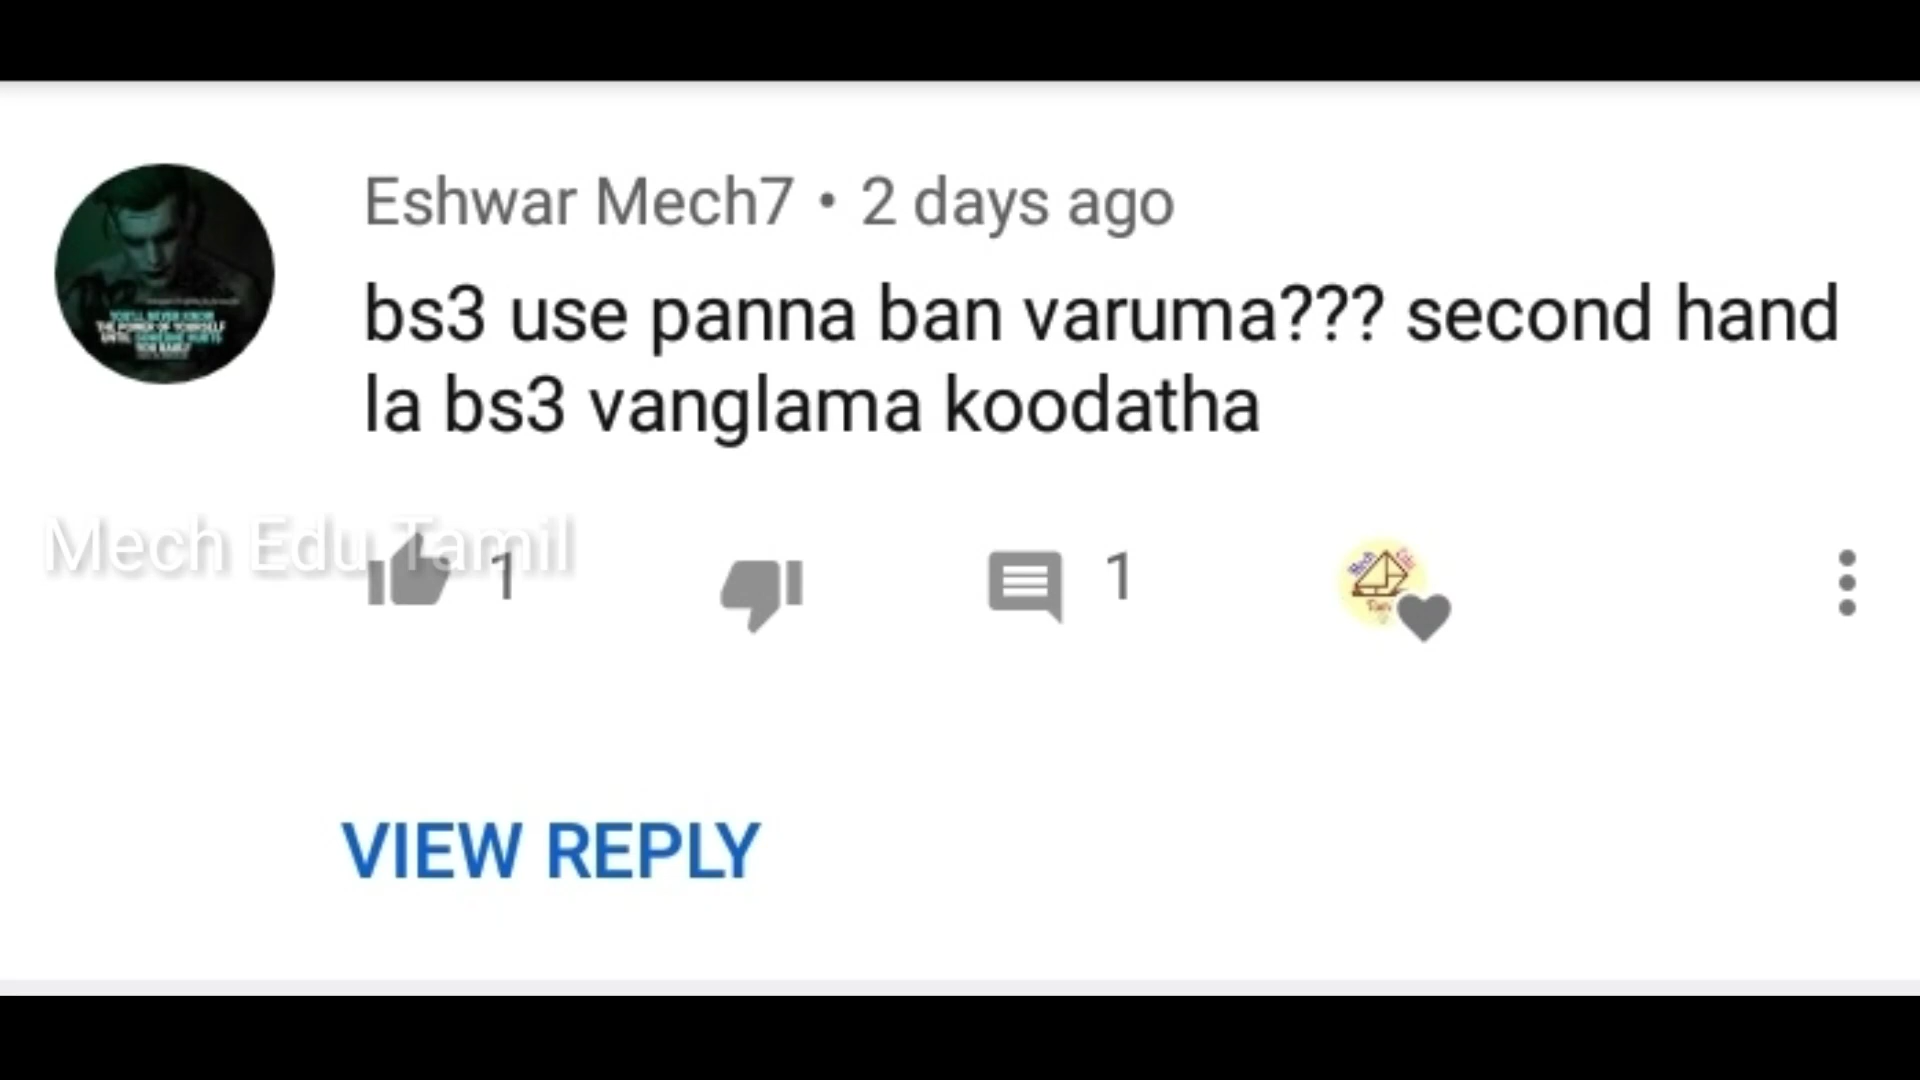 Eshwar Mech7 • 2 days ago
bs3 use panna ban varuma??? second hand
la bs3 vanglama koodatha
Mech Edu Tamil
1
1
VIEW REPLY